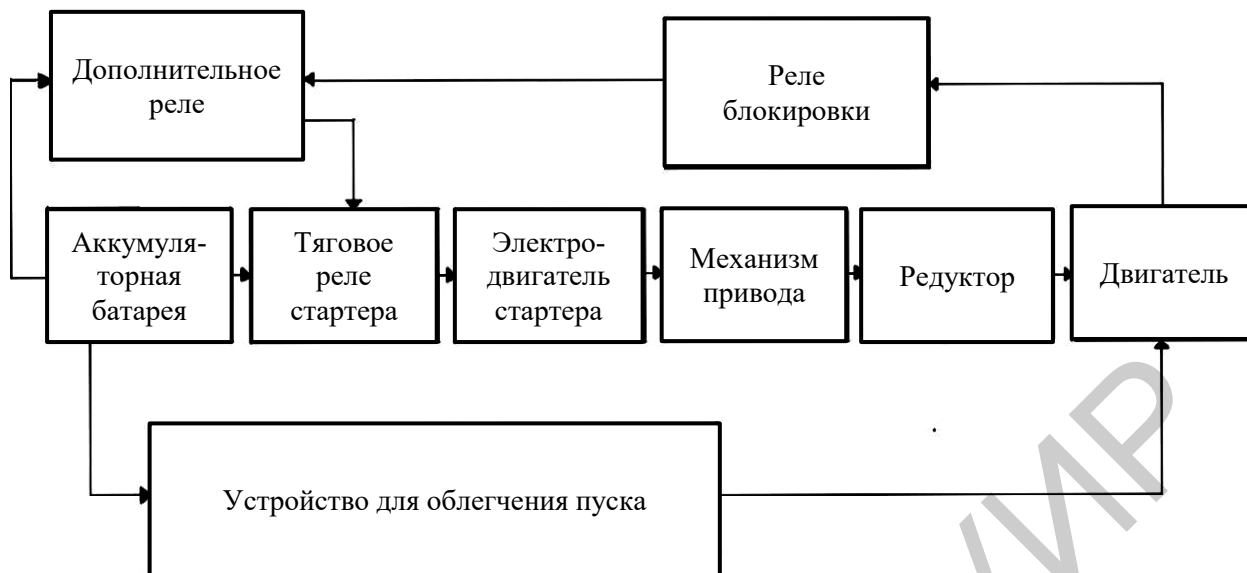 Дополнительное
реле
Реле
блокировки
Аккумуля-
торная
батарея
Тяговое
реле
стартера
Электро-
двигатель
стартера
Механизм
привода
Редуктор
Двигатель
Устройство для облегчения пуска
УИР